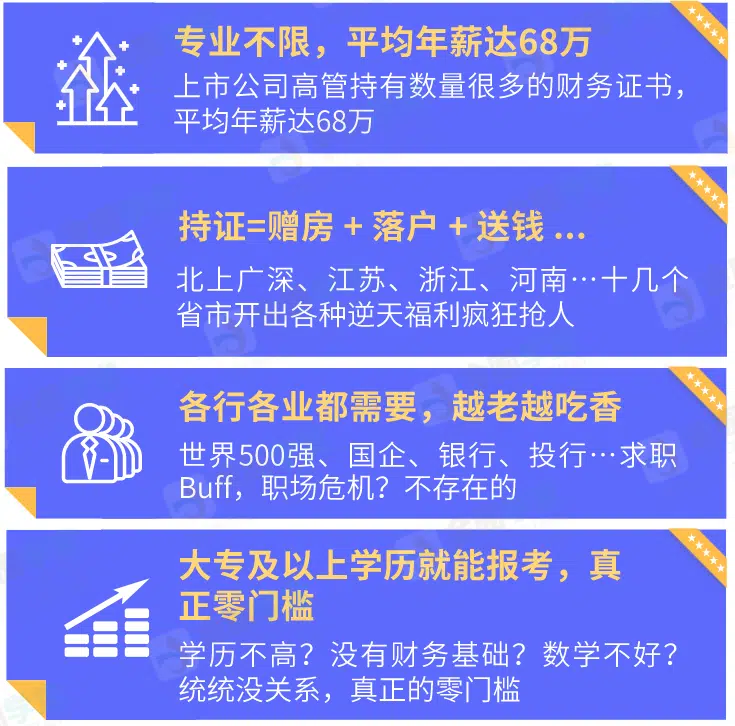 专业不限，平均年薪达68万
上市公司高管持有数量很多的财务证书，
平均年薪达68万
持证=赠房 + 落户 + 送钱 ...
北上广深、江苏、浙江、河南…十几个
省市开出各种逆天福利疯狂抢人
各行各业都需要，越老越吃香
世界500强、国企、银行、投行…求职
Buff，职场危机？不存在的
大专及以上学历就能报考，真
正零门槛
学历不高？没有财务基础？数学不好？
统统没关系，真正的零门槛